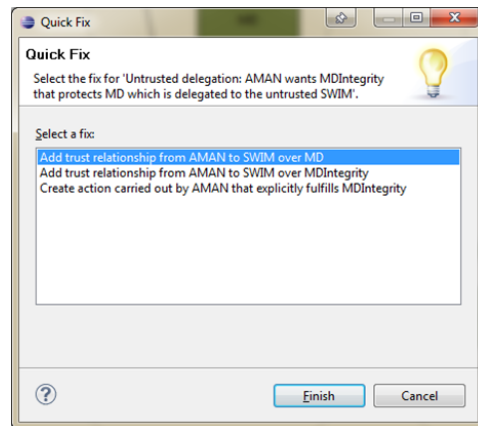 Quick Fix
Quick Fix
Select the fix for 'Untrusted delegation: AMAN wants MDIntegrity
that protects MD which is delegated to the untrusted SWIM'.
Select a fix:
Add trust relationship from AMAN to SWIM over MD
Add trust relationship from AMAN to SWIM over MDIntegrity
Create action carried out by AMAN that explicitly fulfills MDIntegrity
?
Finish Cancel